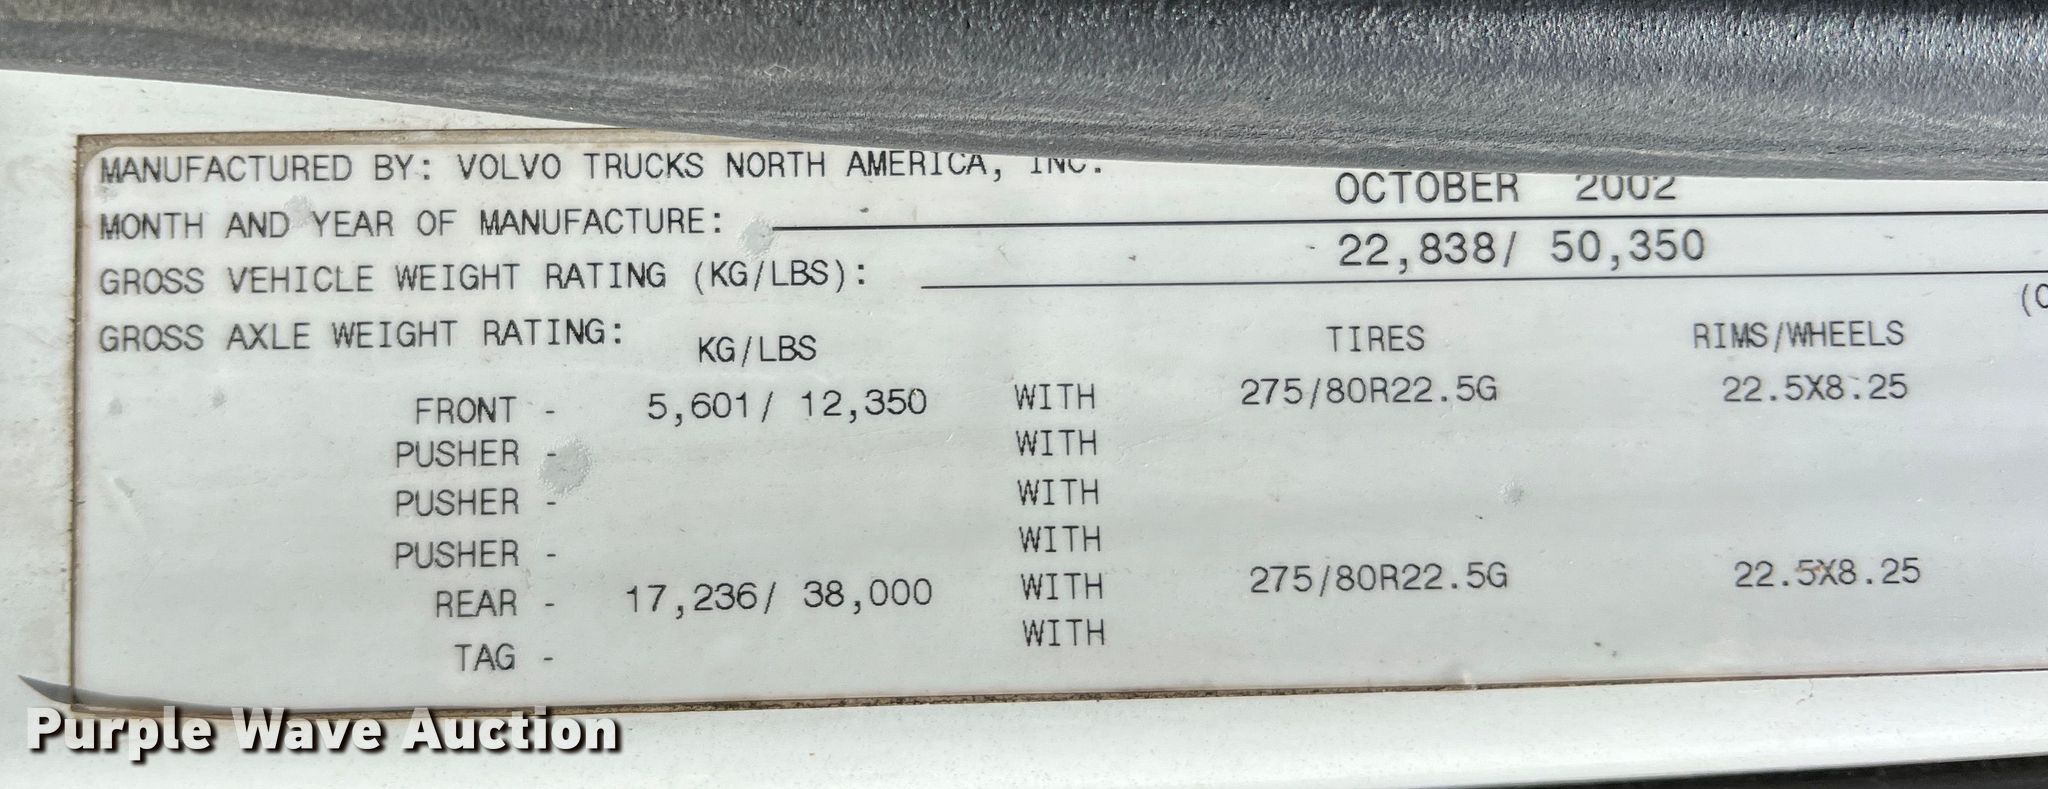 MANUFACTURED BY: VOLVO TRUCKS NORTH AMERICA, INC.
MONTH AND YEAR OF MANUFACTURE: OCTOBER 2002
GROSS VEHICLE WEIGHT RATING (KG/LBS): 22,838/ 50,350
GROSS AXLE WEIGHT RATING:
KG/LBS TIRES RIMS/WHEELS
FRONT - 5,601/ 12,350 WITH 275/80R22.5G 22.5X8.25
PUSHER - WITH
PUSHER - WITH
PUSHER - WITH
REAR - 17,236/ 38,000 WITH 275/80R22.5G 22.5X8.25
TAG - WITH
Purple Wave Auction